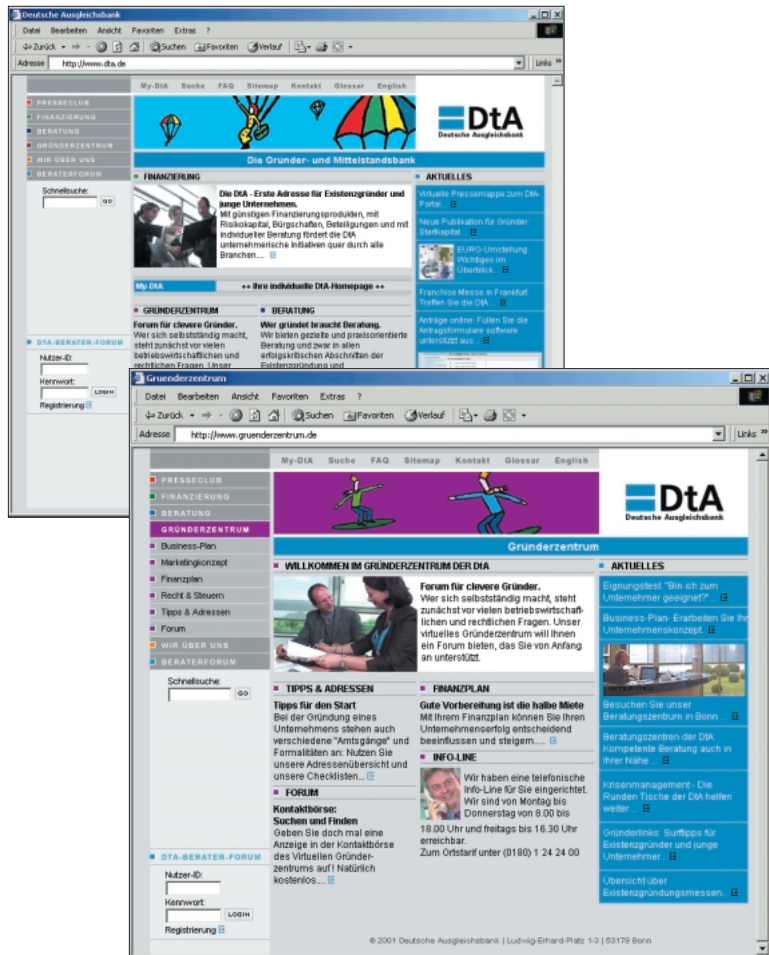 Deutsche Ausgleichsbank
Datei Bearbeiten Ansicht Favoriten Extras ?
Zurück Suchen Favoriten Verlauf
Adresse http://www.dta.de Links »
My-DtA Suche FAQ Sitemap Kontakt Glossar English
PRESSECLUB
FINANZIERUNG
BERATUNG
GRÜNDERZENTRUM
WIR ÜBER UNS
BERATERFORUM
Schnellsuche:
GO
DTA-BERATER-FORUM
Nutzer-ID:
Kennwort:
LOGIN
Registrierung
DtA
Deutsche Ausgleichsbank
Die Gründer- und Mittelstandsbank
FINANZIERUNG
Die DtA - Erste Adresse für Existenzgründer und
junge Unternehmen.
Mit günstigen Finanzierungsprodukten, mit
Risikokapital, Bürgschaften, Beteiligungen und mit
individueller Beratung fördert die DtA
unternehmerische Initiativen quer durch alle
Branchen....
My-DtA ++ Ihre individuelle DtA-Homepage ++
GRÜNDERZENTRUM
Forum für clevere Gründer.
Wer sich selbstständig macht,
steht zunächst vor vielen
betriebswirtschaftlichen und
rechtlichen Fragen. Unser
BERATUNG
Wer gründet braucht Beratung.
Wir bieten gezielte und praxisorientierte
Beratung und zwar in allen
erfolgskritischen Abschnitten der
Existenzgründung und
AKTUELLES
Virtuelle Pressemappe zum DtA-
Portal...
Neue Publikation für Gründer:
Startkapital ...
EURO-Umstellung
Wichtiges im
Überblick...
Franchise Messe in Frankfurt.
Treffen Sie die DtA ...
Anträge online: Füllen Sie die
Antragsformulare software
unterstützt aus...
Gruenderzentrum
Datei Bearbeiten Ansicht Favoriten Extras ?
Zurück Suchen Favoriten Verlauf
Adresse http://www.gruenderzentrum.de Links »
My-DtA Suche FAQ Sitemap Kontakt Glossar English
PRESSECLUB
FINANZIERUNG
BERATUNG
GRÜNDERZENTRUM
Business-Plan
Marketingkonzept
Finanzplan
Recht & Steuern
Tipps & Adressen
Forum
WIR ÜBER UNS
BERATERFORUM
Schnellsuche:
GO
DTA-BERATER-FORUM
Nutzer-ID:
Kennwort:
LOGIN
Registrierung
DtA
Deutsche Ausgleichsbank
Gründerzentrum
WILLKOMMEN IM GRÜNDERZENTRUM DER DtA
Forum für clevere Gründer.
Wer sich selbstständig macht, steht
zunächst vor vielen betriebswirtschaft-
lichen und rechtlichen Fragen. Unser
virtuelles Gründerzentrum will Ihnen
ein Forum bieten, das Sie von Anfang
an unterstützt.
TIPPS & ADRESSEN
Tipps für den Start
Bei der Gründung eines
Unternehmens stehen auch
verschiedene "Amtsgänge" und
Formalitäten an: Nutzen Sie
unsere Adressenübersicht und
unsere Checklisten...
FORUM
Kontaktbörse:
Suchen und Finden
Geben Sie doch mal eine
Anzeige in der Kontaktbörse
des Virtuellen Gründer-
zentrums auf! Natürlich
kostenlos....
FINANZPLAN
Gute Vorbereitung ist die halbe Miete
Mit Ihrem Finanzplan können Sie Ihren
Unternehmenserfolg entscheidend
beeinflussen und steigern.....
INFO-LINE
Wir haben eine telefonische
Info-Line für Sie eingerichtet.
Wir sind von Montag bis
Donnerstag von 8.00 bis
18.00 Uhr und freitags bis 16.30 Uhr
erreichbar.
Zum Ortstarif unter (0180) 1 24 24 00
AKTUELLES
Eignungstest "Bin ich zum
Unternehmer geeignet?"...
Business-Plan- Erarbeiten Sie Ihr
Unternehmenskonzept.
INTERVIEW
Besuchen Sie unser
Beratungszentrum in Bonn ...
Beratungszentren der DtA:
Kompetente Beratung auch in
Ihrer Nähe ...
Krisenmanagement - Die
Runden Tische der DtA helfen
weiter ...
Gründerlinks: Surftipps für
Existenzgründer und junge
Unternehmer...
Übersicht über
Existenzgründungsmessen...
© 2001 Deutsche Ausgleichsbank | Ludwig-Erhard-Platz 1-3 | 53179 Bonn